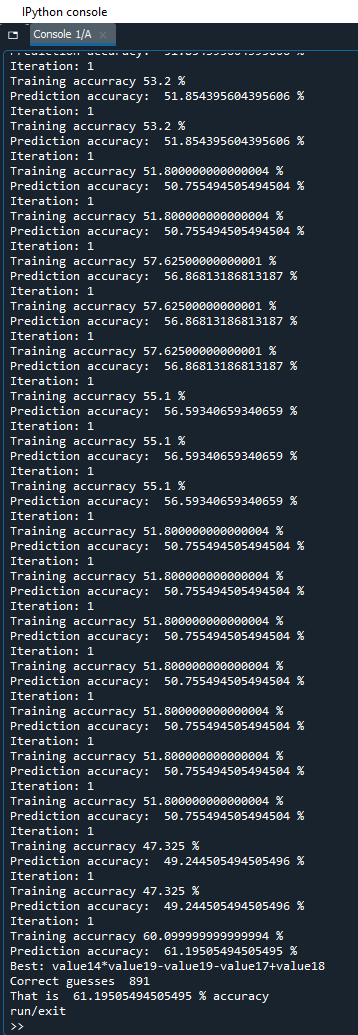 IPython console
Console 1/A
Prediction accuracy:  51.854395604395606 %
Iteration: 1
Training accurracy 53.2 %
Prediction accuracy:  51.854395604395606 %
Iteration: 1
Training accurracy 53.2 %
Prediction accuracy:  51.854395604395606 %
Iteration: 1
Training accurracy 51.800000000000004 %
Prediction accuracy:  50.755494505494504 %
Iteration: 1
Training accurracy 51.800000000000004 %
Prediction accuracy:  50.755494505494504 %
Iteration: 1
Training accurracy 57.62500000000001 %
Prediction accuracy:  56.86813186813187 %
Iteration: 1
Training accurracy 57.62500000000001 %
Prediction accuracy:  56.86813186813187 %
Iteration: 1
Training accurracy 57.62500000000001 %
Prediction accuracy:  56.86813186813187 %
Iteration: 1
Training accurracy 55.1 %
Prediction accuracy:  56.59340659340659 %
Iteration: 1
Training accurracy 55.1 %
Prediction accuracy:  56.59340659340659 %
Iteration: 1
Training accurracy 55.1 %
Prediction accuracy:  56.59340659340659 %
Iteration: 1
Training accurracy 51.800000000000004 %
Prediction accuracy:  50.755494505494504 %
Iteration: 1
Training accurracy 51.800000000000004 %
Prediction accuracy:  50.755494505494504 %
Iteration: 1
Training accurracy 51.800000000000004 %
Prediction accuracy:  50.755494505494504 %
Iteration: 1
Training accurracy 51.800000000000004 %
Prediction accuracy:  50.755494505494504 %
Iteration: 1
Training accurracy 51.800000000000004 %
Prediction accuracy:  50.755494505494504 %
Iteration: 1
Training accurracy 51.800000000000004 %
Prediction accuracy:  50.755494505494504 %
Iteration: 1
Training accurracy 51.800000000000004 %
Prediction accuracy:  50.755494505494504 %
Iteration: 1
Training accurracy 47.325 %
Prediction accuracy:  49.244505494505496 %
Iteration: 1
Training accurracy 47.325 %
Prediction accuracy:  49.244505494505496 %
Iteration: 1
Training accurracy 60.099999999999994 %
Prediction accuracy:  61.19505494505495 %
Best: value14*value19-value19-value17+value18
Correct guesses  891
That is  61.19505494505495 % accuracy
run/exit
>>